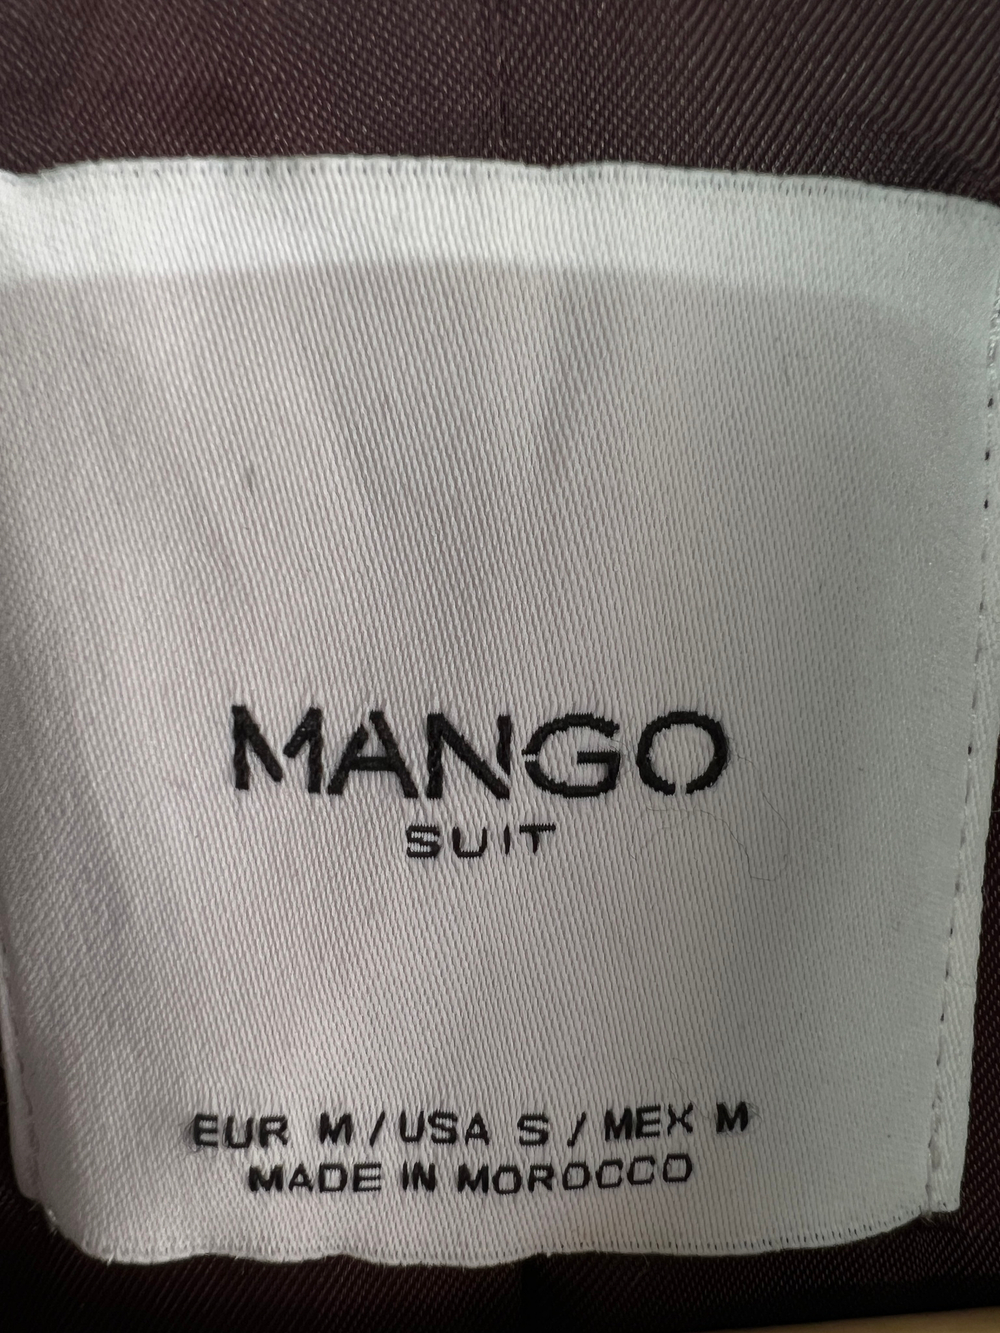 MANGO
SUIT
EUR M / USA S / MEX M
MADE IN MOROCCO